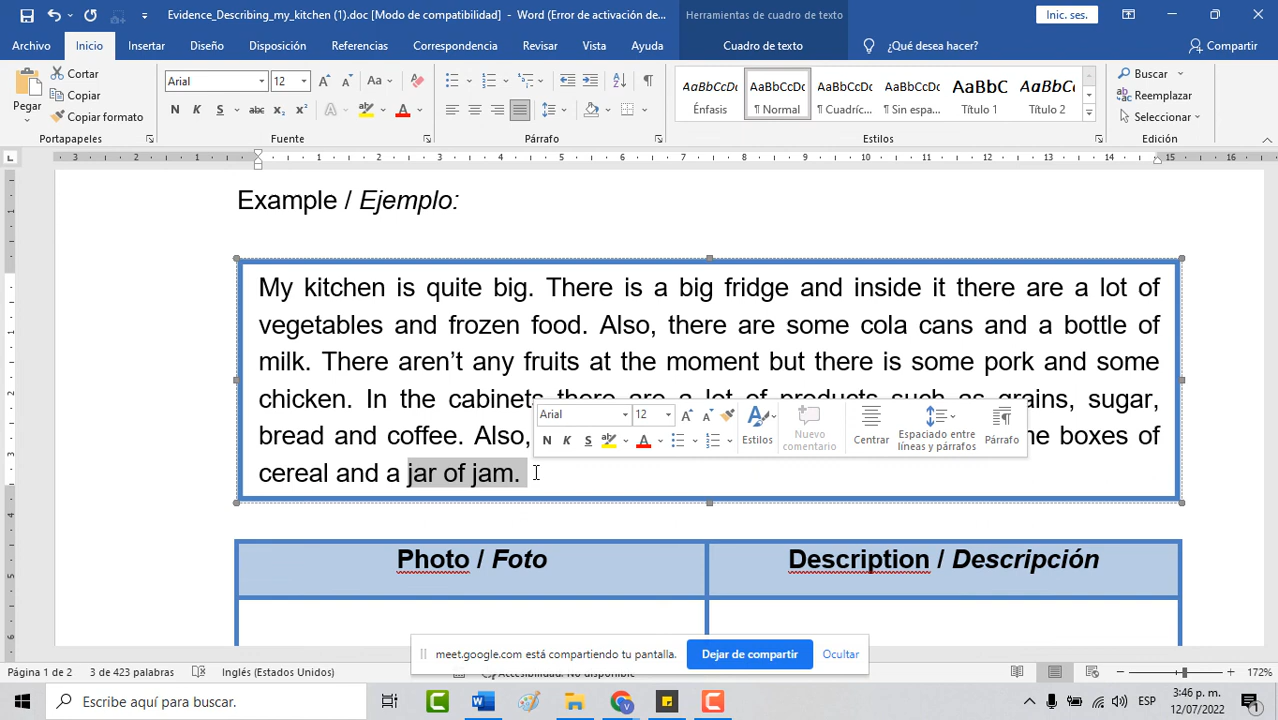 Evidence_Describing_my_kitchen (1).doc [Modo de compatibilidad] - Word (Error de activación de...
Herramientas de cuadro de texto
Inic. ses.
Archivo Inicio Insertar Diseño Disposición Referencias Correspondencia Revisar Vista Ayuda Cuadro de texto ¿Qué desea hacer? Compartir
Pegar
Cortar
Copiar
Copiar formato
Portapapeles
Arial 12
Fuente
Párrafo
AaBbCcDc Énfasis
AaBbCcDc ¶ Normal
AaBbCcDc ¶ Cuadríc...
AaBbCcDc ¶ Sin espa...
AaBbC Título 1
AaBbCc Título 2
Estilos
Buscar
Reemplazar
Seleccionar
Edición
Example / Ejemplo:
My kitchen is quite big. There is a big fridge and inside it there are a lot of
vegetables and frozen food. Also, there are some cola cans and a bottle of
milk. There aren't any fruits at the moment but there is some pork and some
chicken. In the cabinets there are a lot of products such as grains, sugar,
bread and coffee. Also, boxes of
cereal and a jar of jam.
Arial 12
N K S
Estilos
Nuevo comentario
Centrar
Espaciado entre líneas y párrafos
Párrafo
Photo / Foto
Description / Descripción
meet.google.com está compartiendo tu pantalla.
Dejar de compartir
Ocultar
Página 1 de 2 3 de 423 palabras Inglés (Estados Unidos) Accesibilidad: No disponible 172%
Escribe aquí para buscar.
ESP
3:46 p. m.
12/07/2022